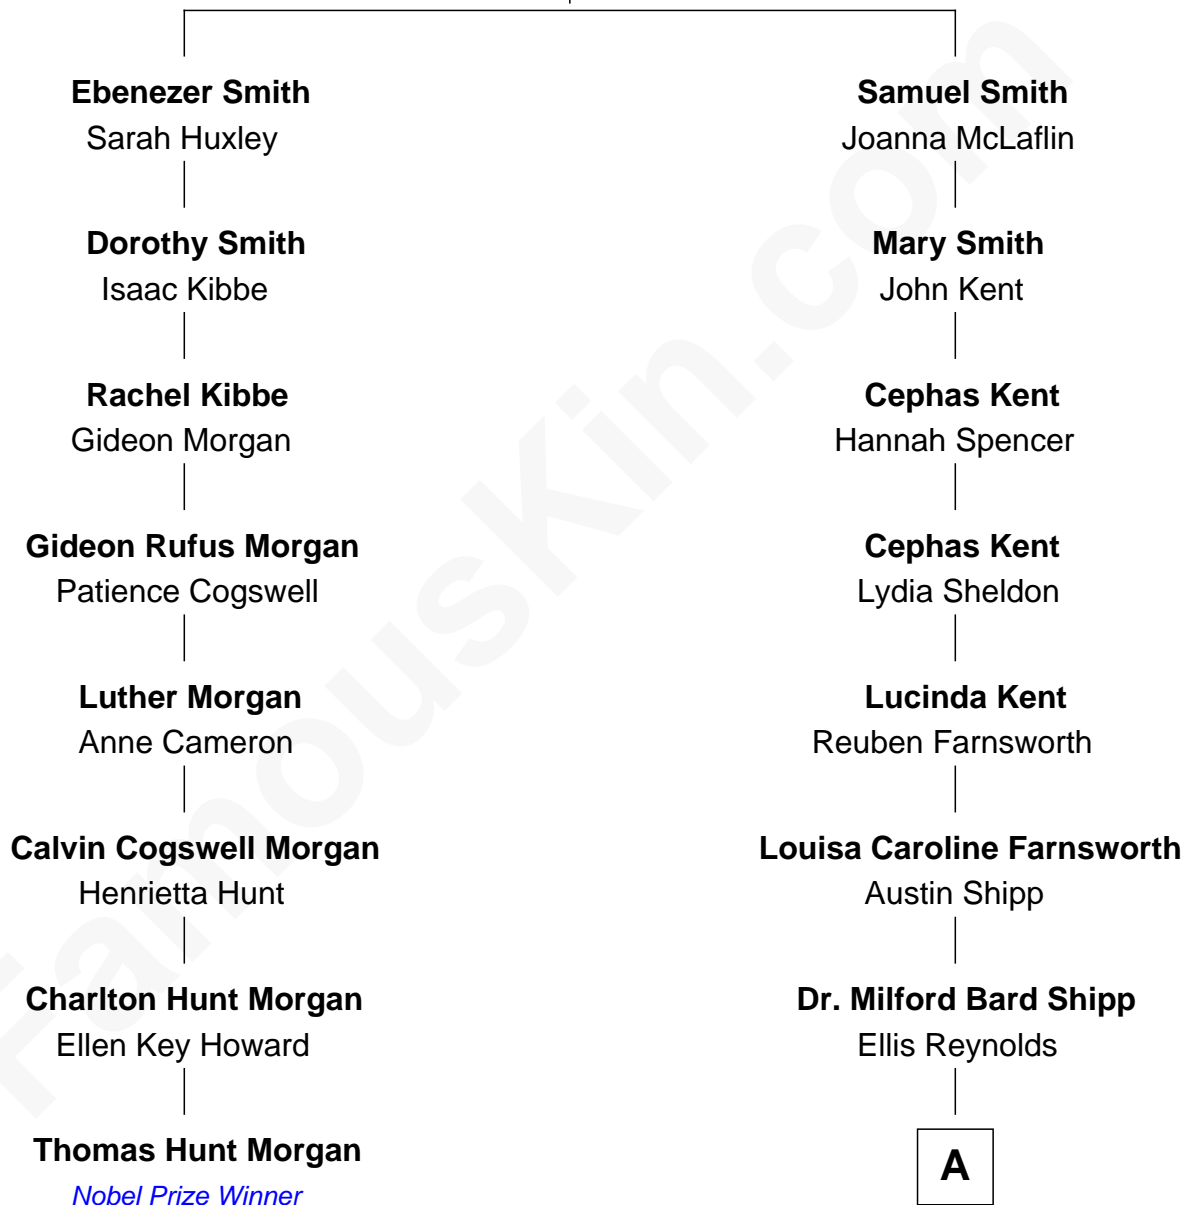 Ebenezer Smith
Sarah Huxley
Samuel Smith
Joanna McLaflin
Dorothy Smith
Isaac Kibbe
Mary Smith
John Kent
Rachel Kibbe
Gideon Morgan
Cephas Kent
Hannah Spencer
Gideon Rufus Morgan
Patience Cogswell
Cephas Kent
Lydia Sheldon
Luther Morgan
Anne Cameron
Lucinda Kent
Reuben Farnsworth
Calvin Cogswell Morgan
Henrietta Hunt
Louisa Caroline Farnsworth
Austin Shipp
Charlton Hunt Morgan
Ellen Key Howard
Dr. Milford Bard Shipp
Ellis Reynolds
Thomas Hunt Morgan
Nobel Prize Winner
A
FamousKin.com